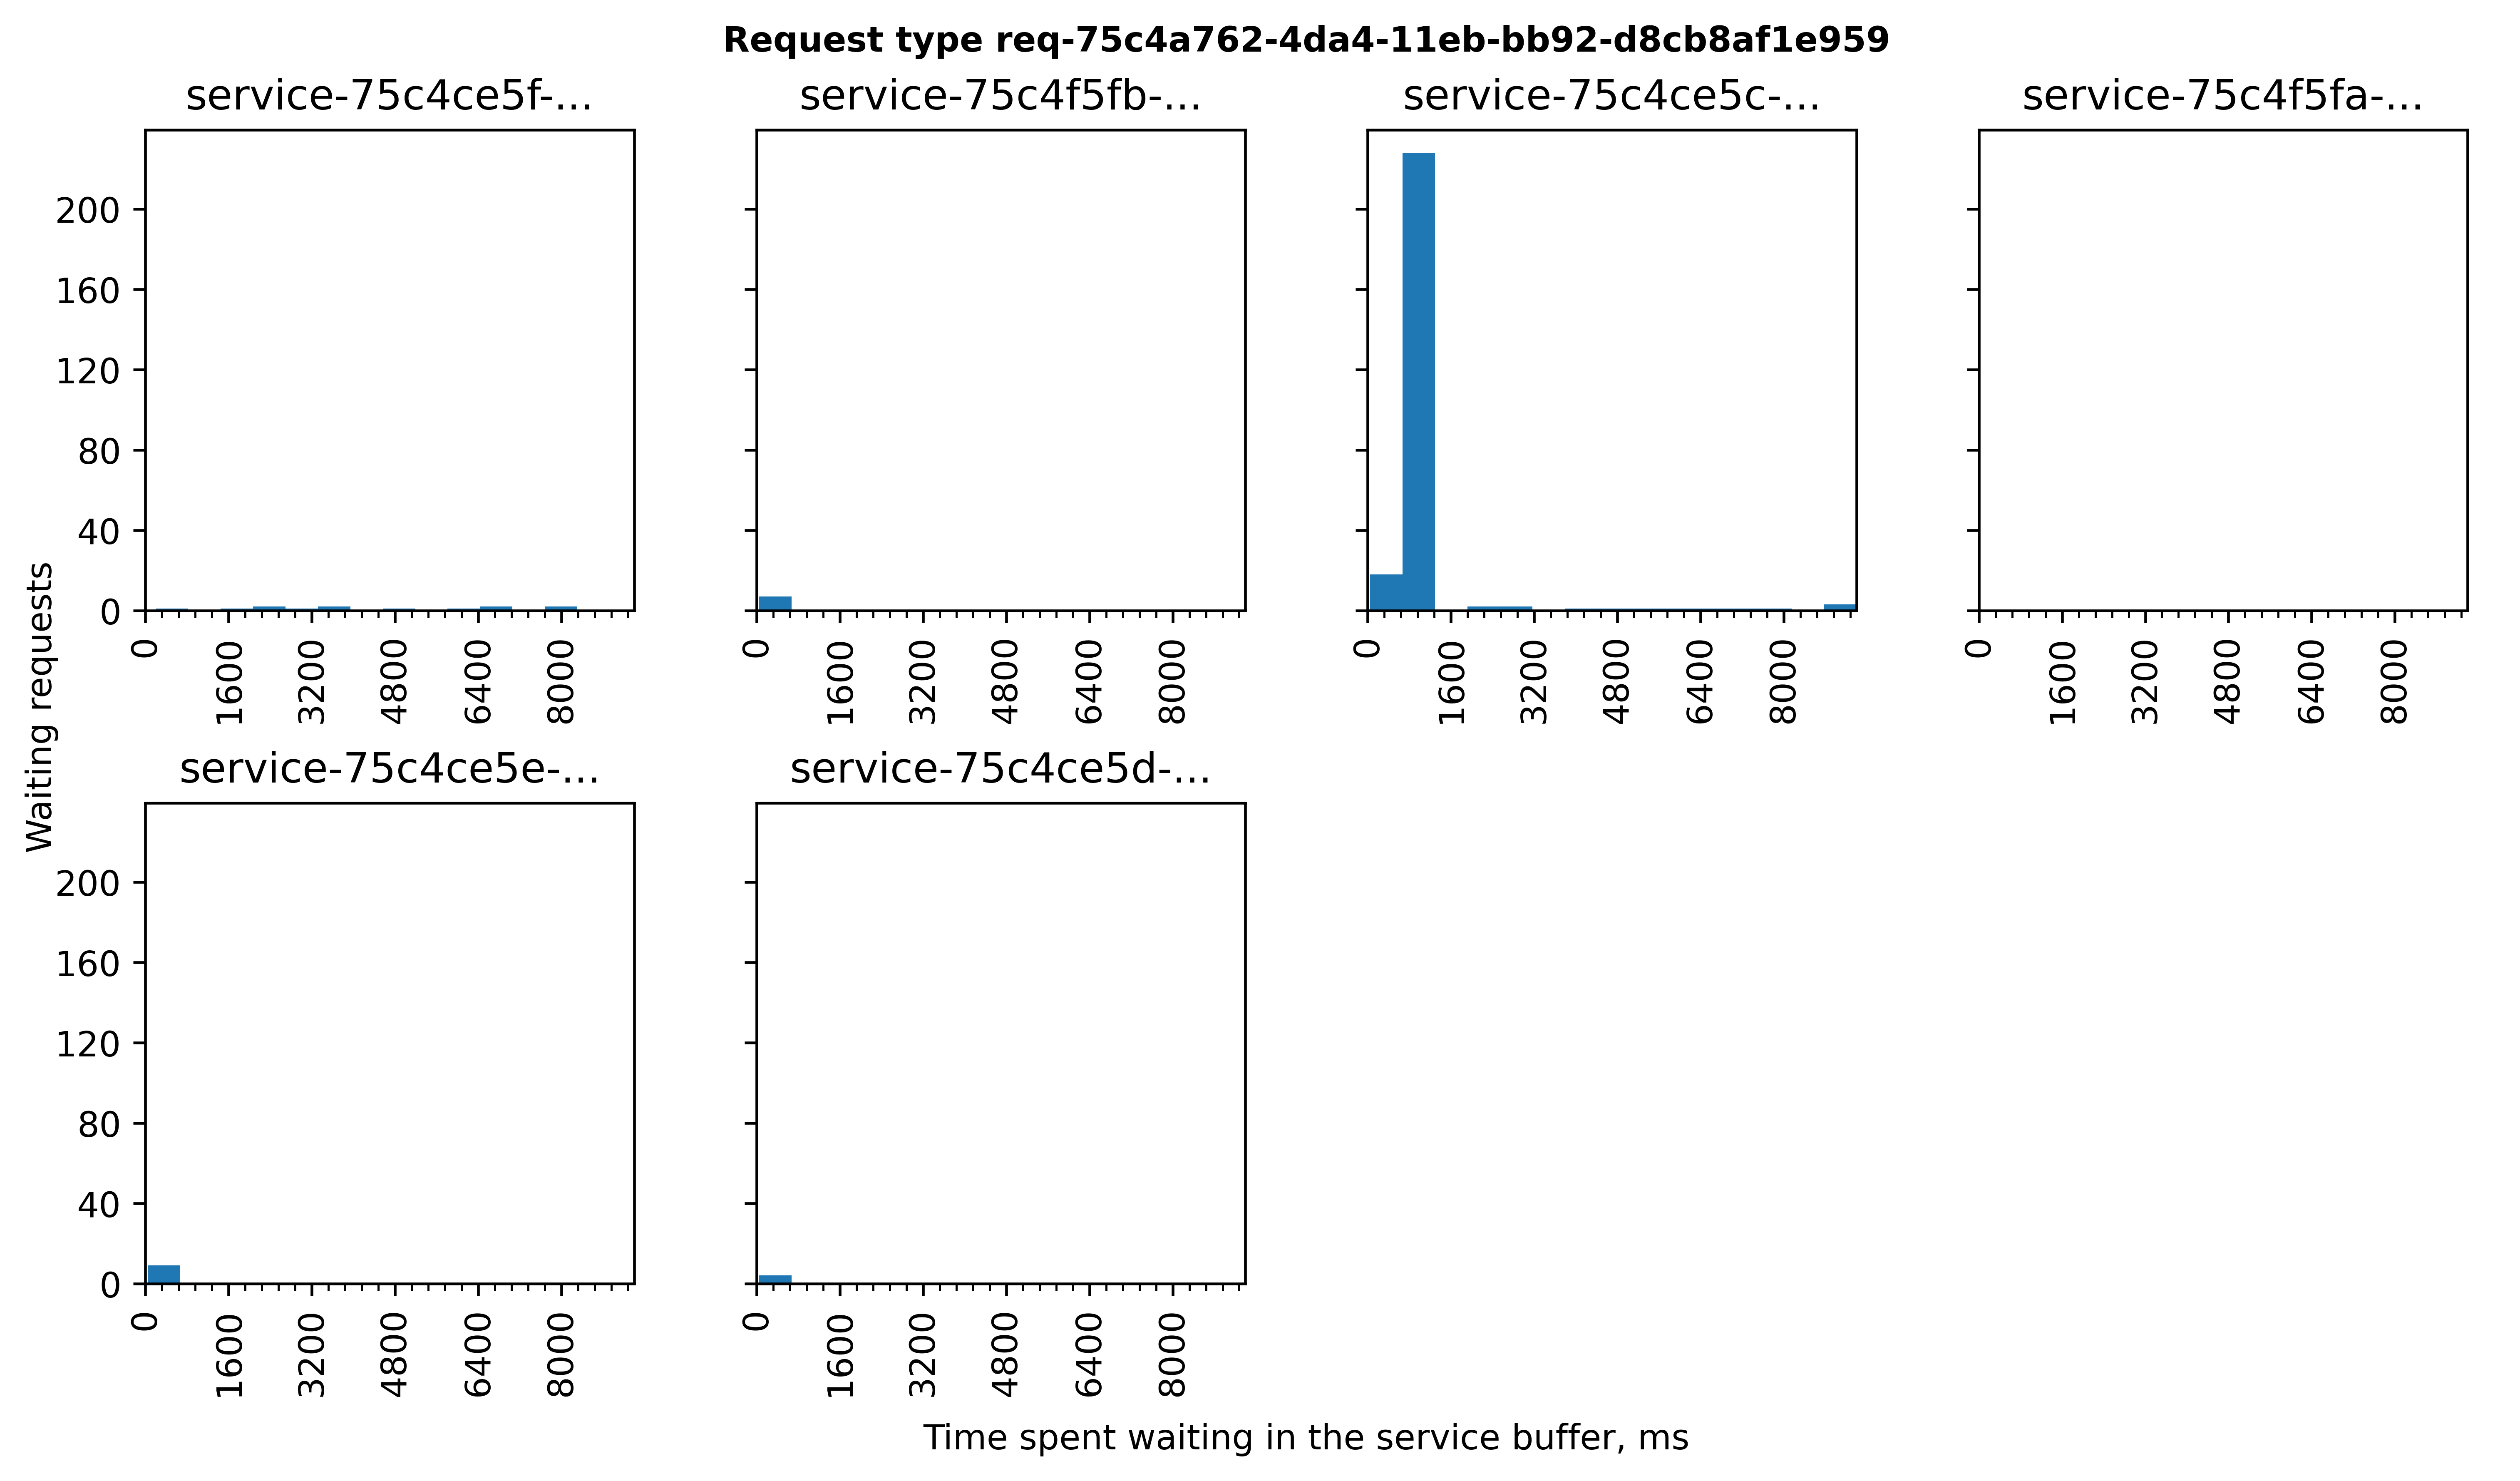 Request type req-75c4a762-4da4-11eb-bb92-d8cb8af1e959
service-75c4ce5f-...
service-75c4f5fb-...
service-75c4ce5c-...
service-75c4f5fa-...
200
160
120
80
40
0
0 1600 3200 4800 6400 8000
0 1600 3200 4800 6400 8000
0 1600 3200 4800 6400 8000
0 1600 3200 4800 6400 8000
Waiting requests
service-75c4ce5e-...
service-75c4ce5d-...
200
160
120
80
40
0
0 1600 3200 4800 6400 8000
0 1600 3200 4800 6400 8000
Time spent waiting in the service buffer, ms